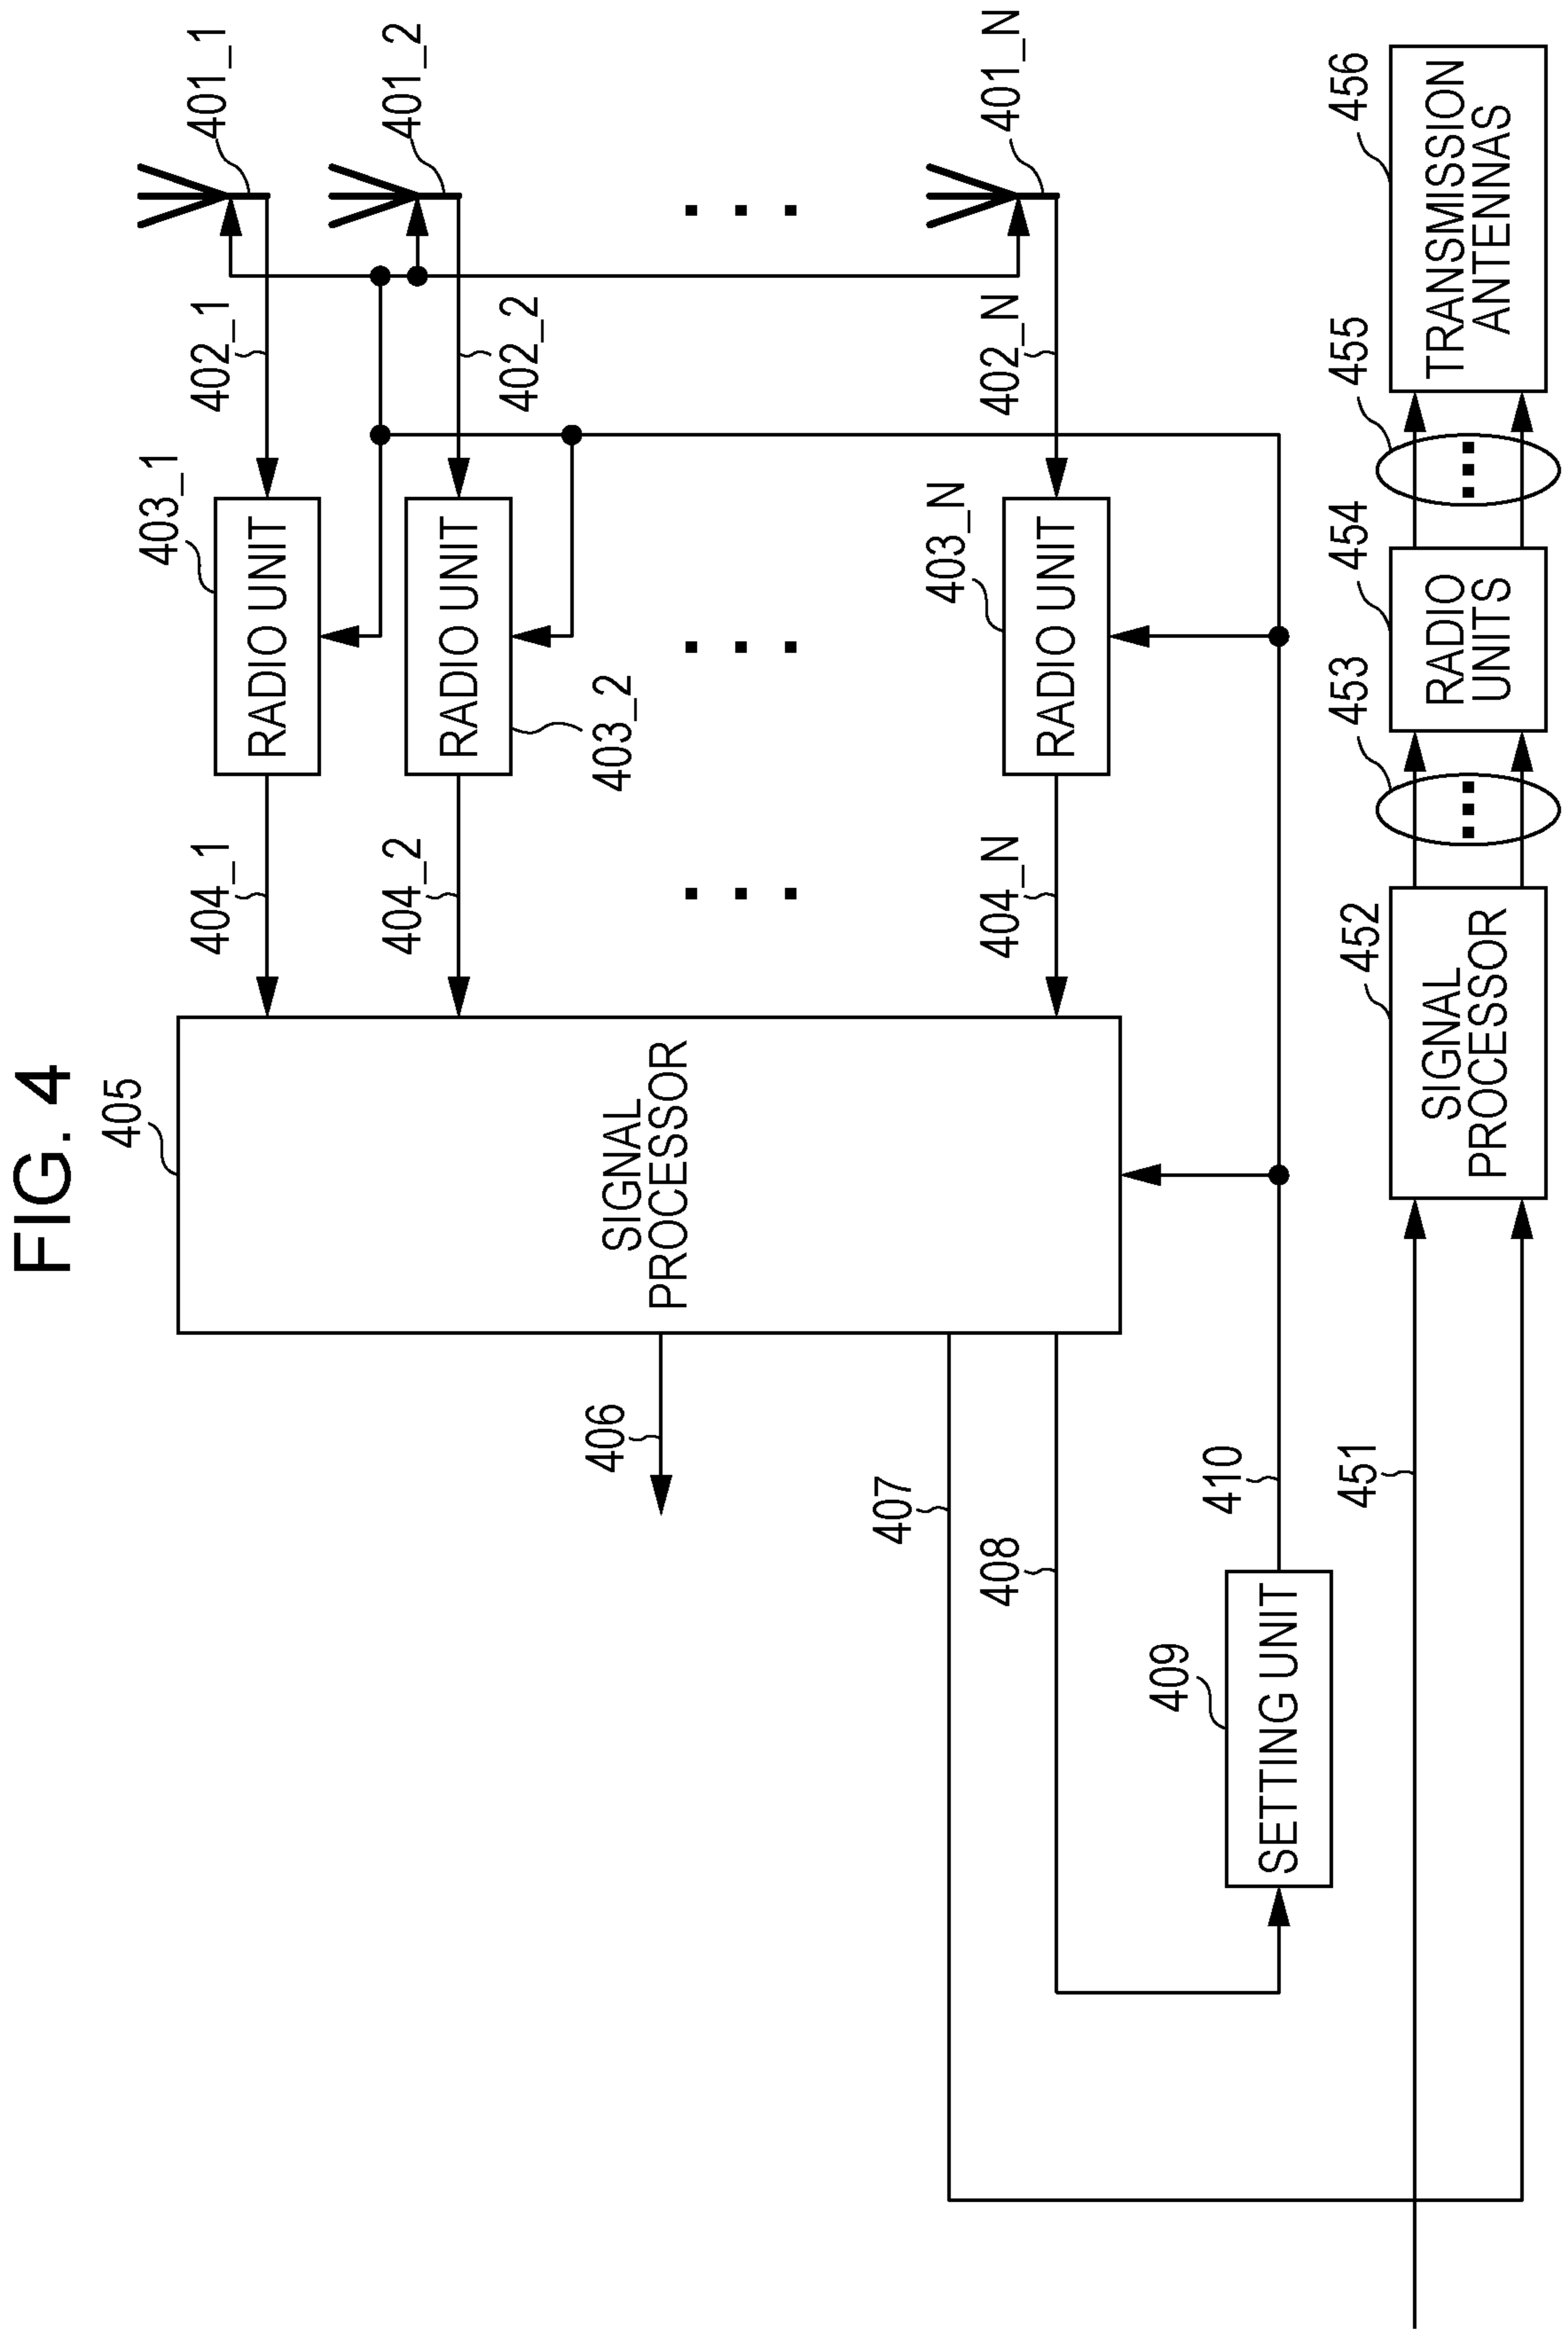 FIG. 4
401_1
402_1
403_1
RADIO UNIT
404_1
401_2
402_2
403_2
RADIO UNIT
404_2
401_N
402_N
403_N
RADIO UNIT
404_N
405
SIGNAL
PROCESSOR
406
407
408
409
SETTING UNIT
410
451
452
SIGNAL
PROCESSOR
453
454
RADIO
UNITS
455
456
TRANSMISSION
ANTENNAS